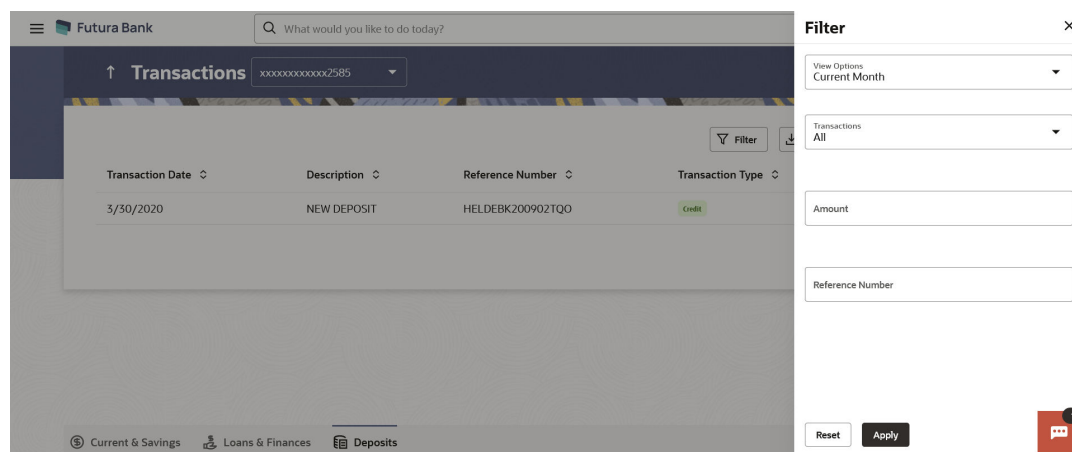 Futura Bank
What would you like to do today?
Transactions
xxxxxxxxxxxx2585
Filter
Transaction Date
Description
Reference Number
Transaction Type
3/30/2020
NEW DEPOSIT
HELDEBK200902TQO
Credit
Current & Savings
Loans & Finances
Deposits
Filter
View Options
Current Month
Transactions
All
Amount
Reference Number
Reset
Apply